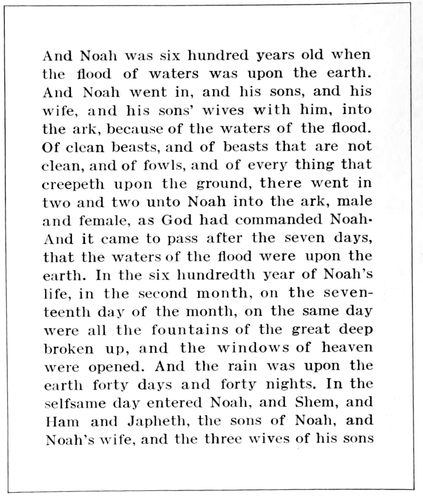 And Noah was six hundred years old when
the flood of waters was upon the earth.
And Noah went in, and his sons, and his
wife, and his sons' wives with him, into
the ark, because of the waters of the flood.
Of clean beasts, and of beasts that are not
clean, and of fowls, and of every thing that
creepeth upon the ground, there went in
two and two unto Noah into the ark, male
and female, as God had commanded Noah.
And it came to pass after the seven days,
that the waters of the flood were upon the
earth. In the six hundredth year of Noah's
life, in the second month, on the seven-
teenth day of the month, on the same day
were all the fountains of the great deep
broken up, and the windows of heaven
were opened. And the rain was upon the
earth forty days and forty nights. In the
selfsame day entered Noah, and Shem, and
Ham and Japheth, the sons of Noah, and
Noah's wife, and the three wives of his sons